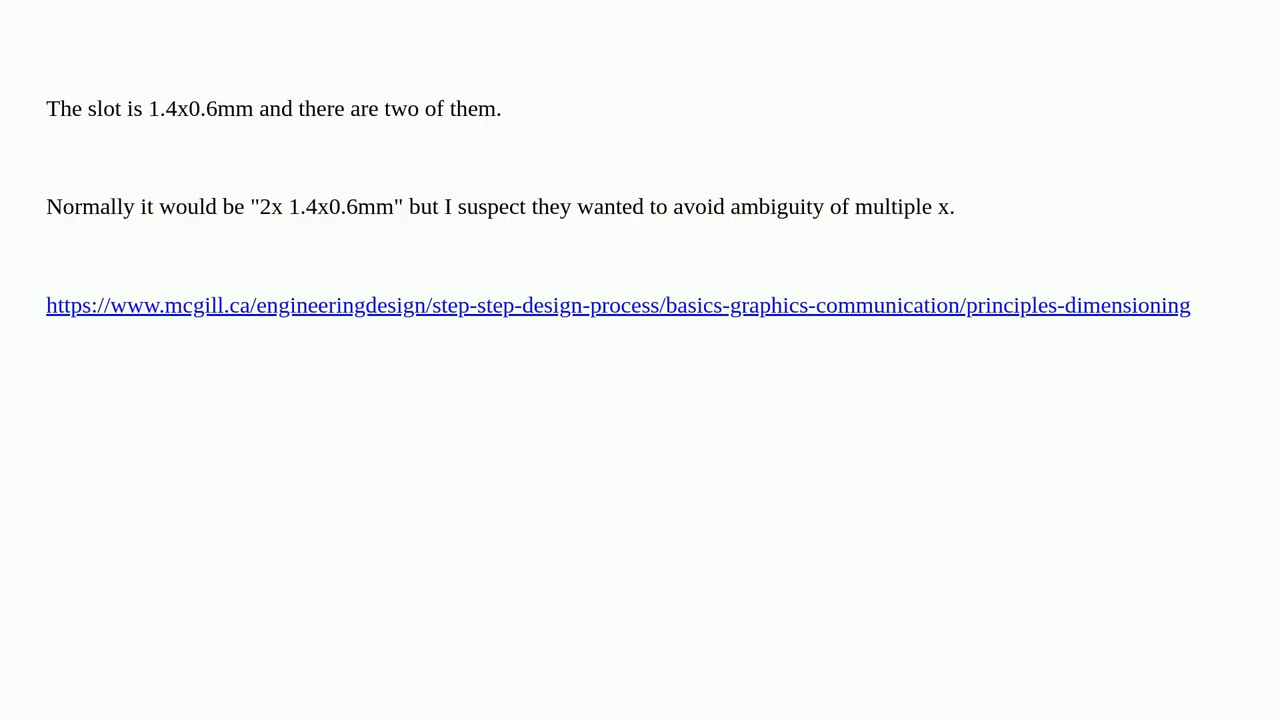 The slot is 1.4x0.6mm and there are two of them.
Normally it would be "2x 1.4x0.6mm" but I suspect they wanted to avoid ambiguity of multiple x.
https://www.mcgill.ca/engineeringdesign/step-step-design-process/basics-graphics-communication/principles-dimensioning